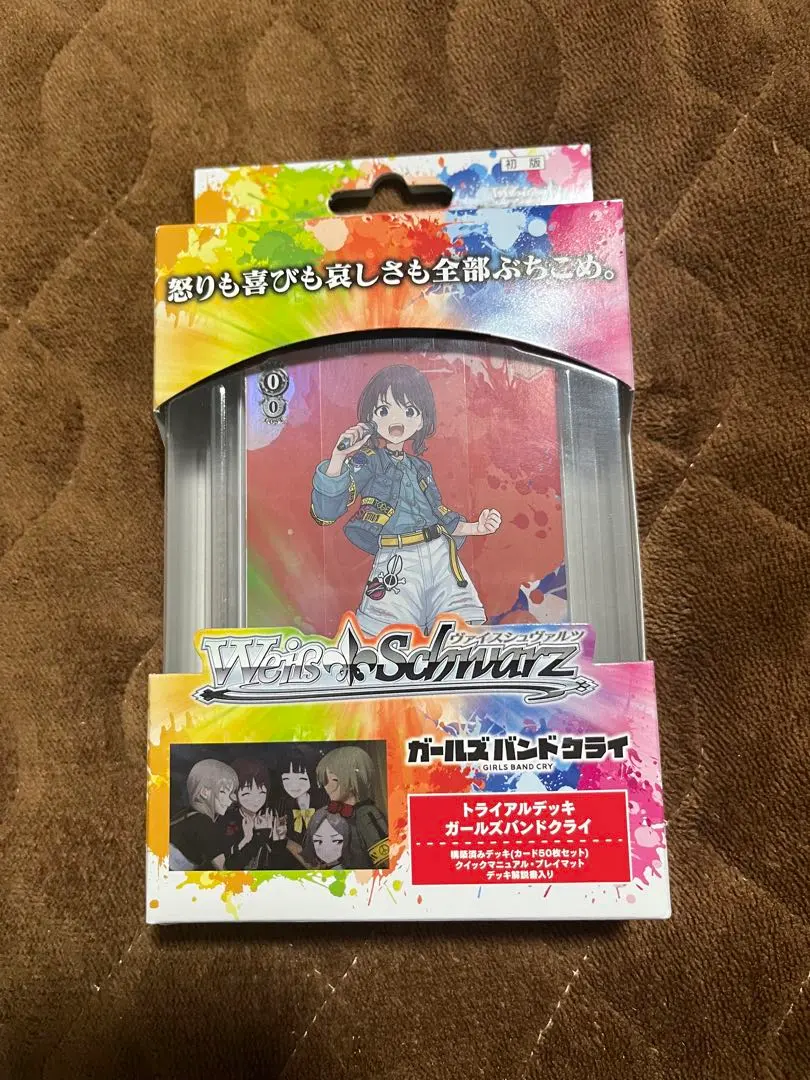 初版
怒りも喜びも哀しさも全部ぶちこめ。
0
0
ヴァイスシュヴァルツ
Weiß Schwarz
ガールズバンドクライ
GIRLS BAND CRY
トライアルデッキ
ガールズバンドクライ
構築済みデッキ(カード50枚セット)
クイックマニュアル・プレイマット
デッキ解説書入り